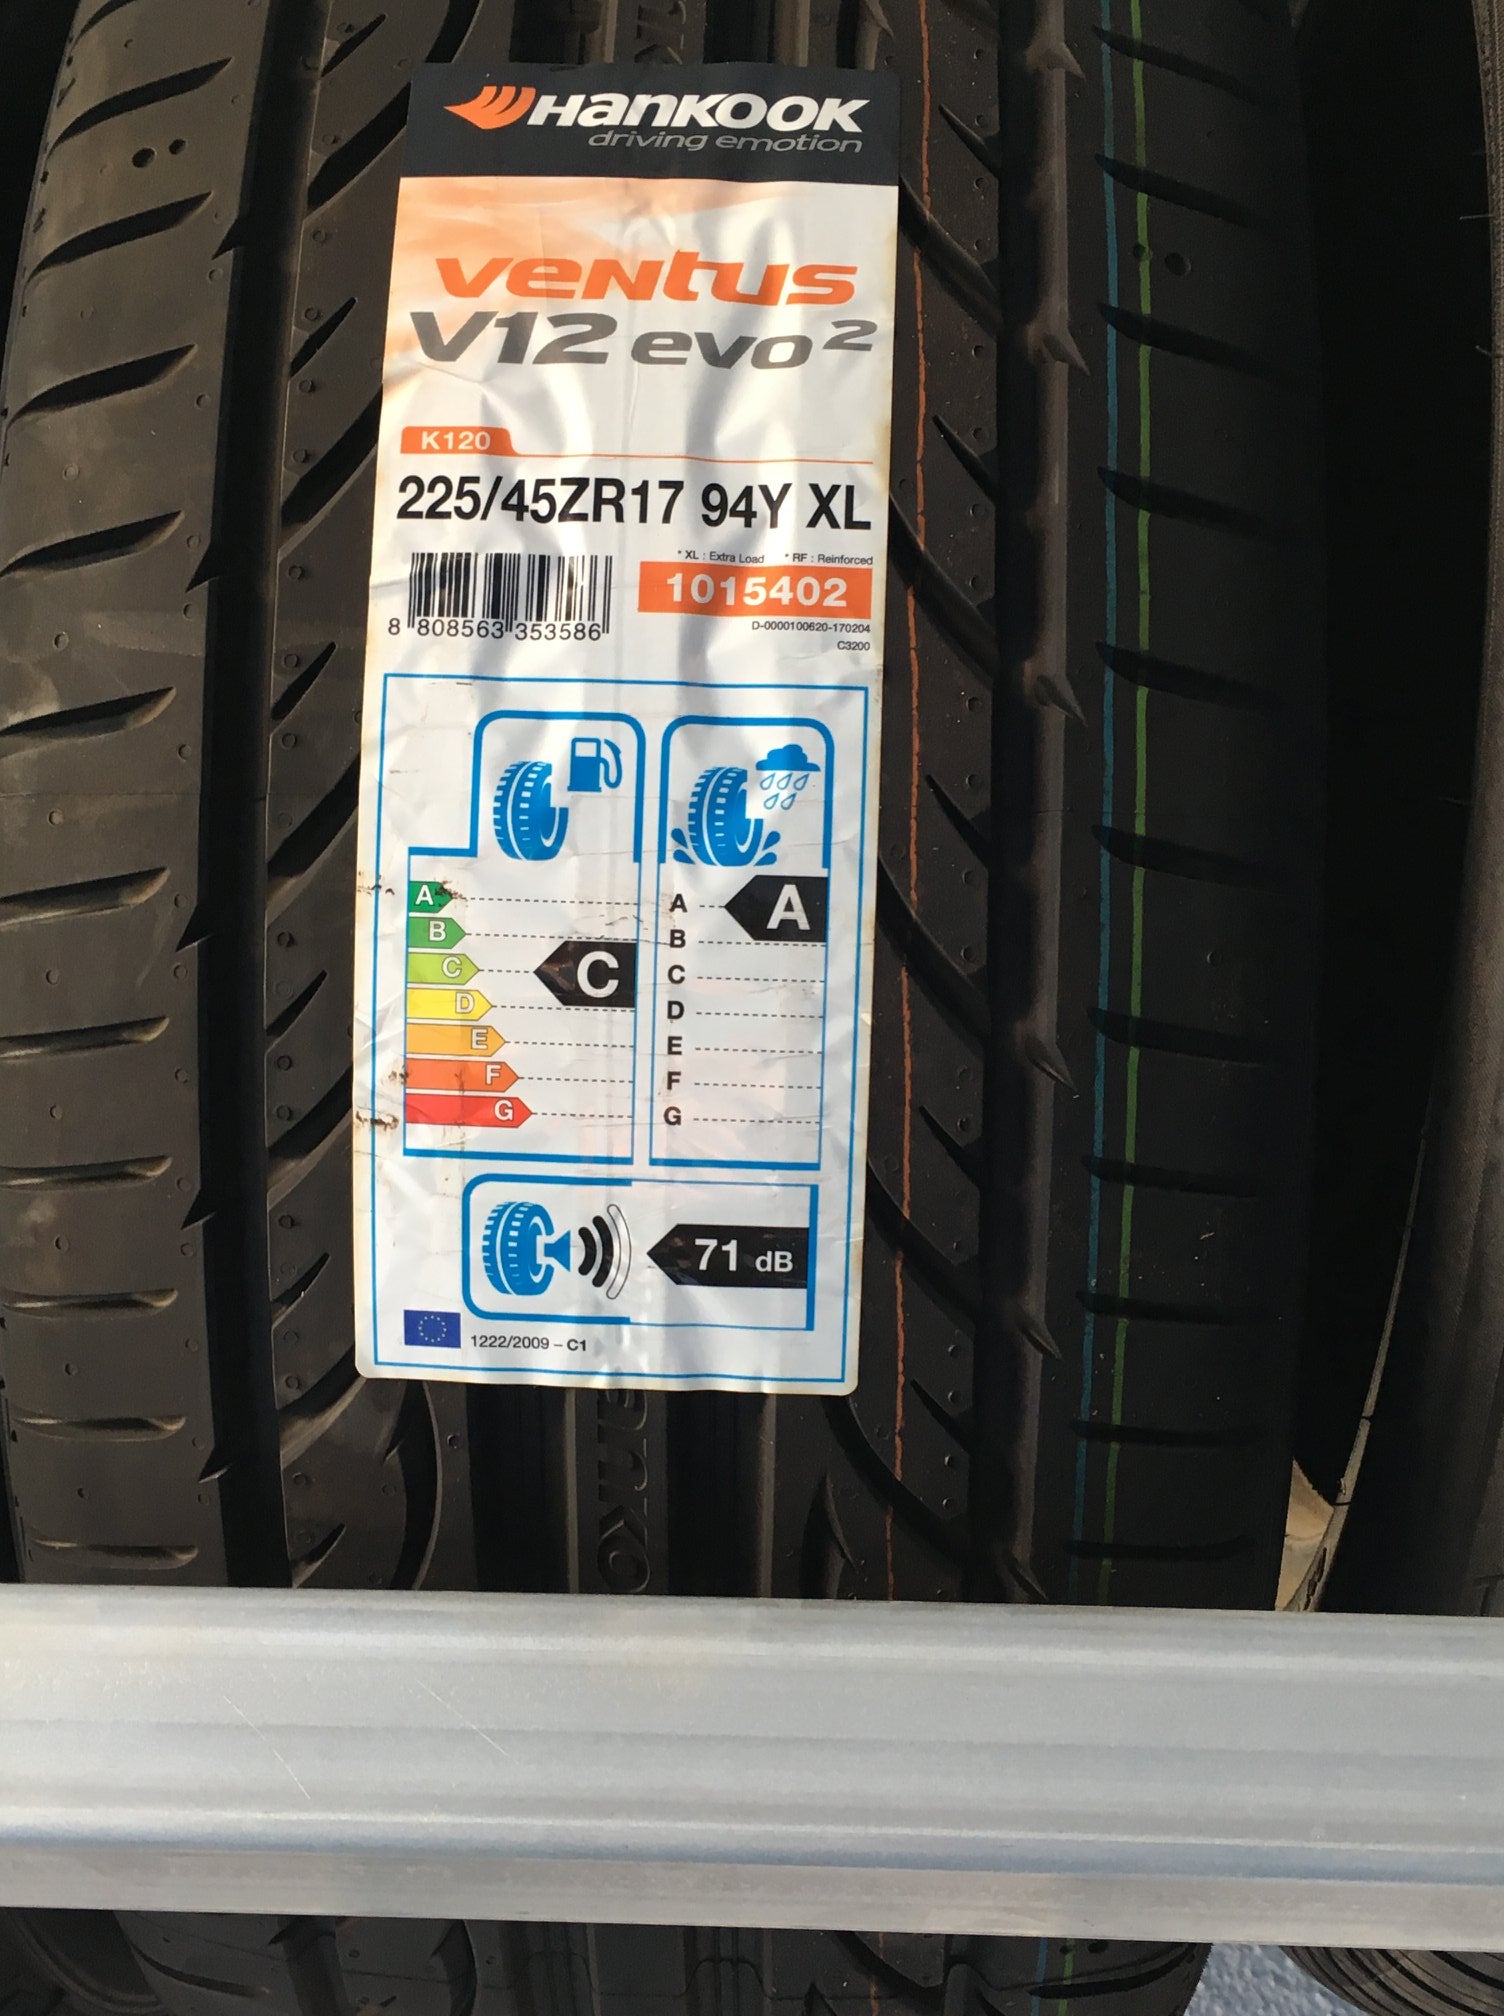 HANKOOK
driving emotion
ventus
V12 evo2
K120
225/45ZR17 94Y XL
* XL : Extra Load * RF : Reinforced
1015402
8 808563 353586
D-0000100620-170204
C3200
A
B
C
D
E
F
G
C
A
B
C
D
E
F
G
A
71 dB
1222/2009 – C1